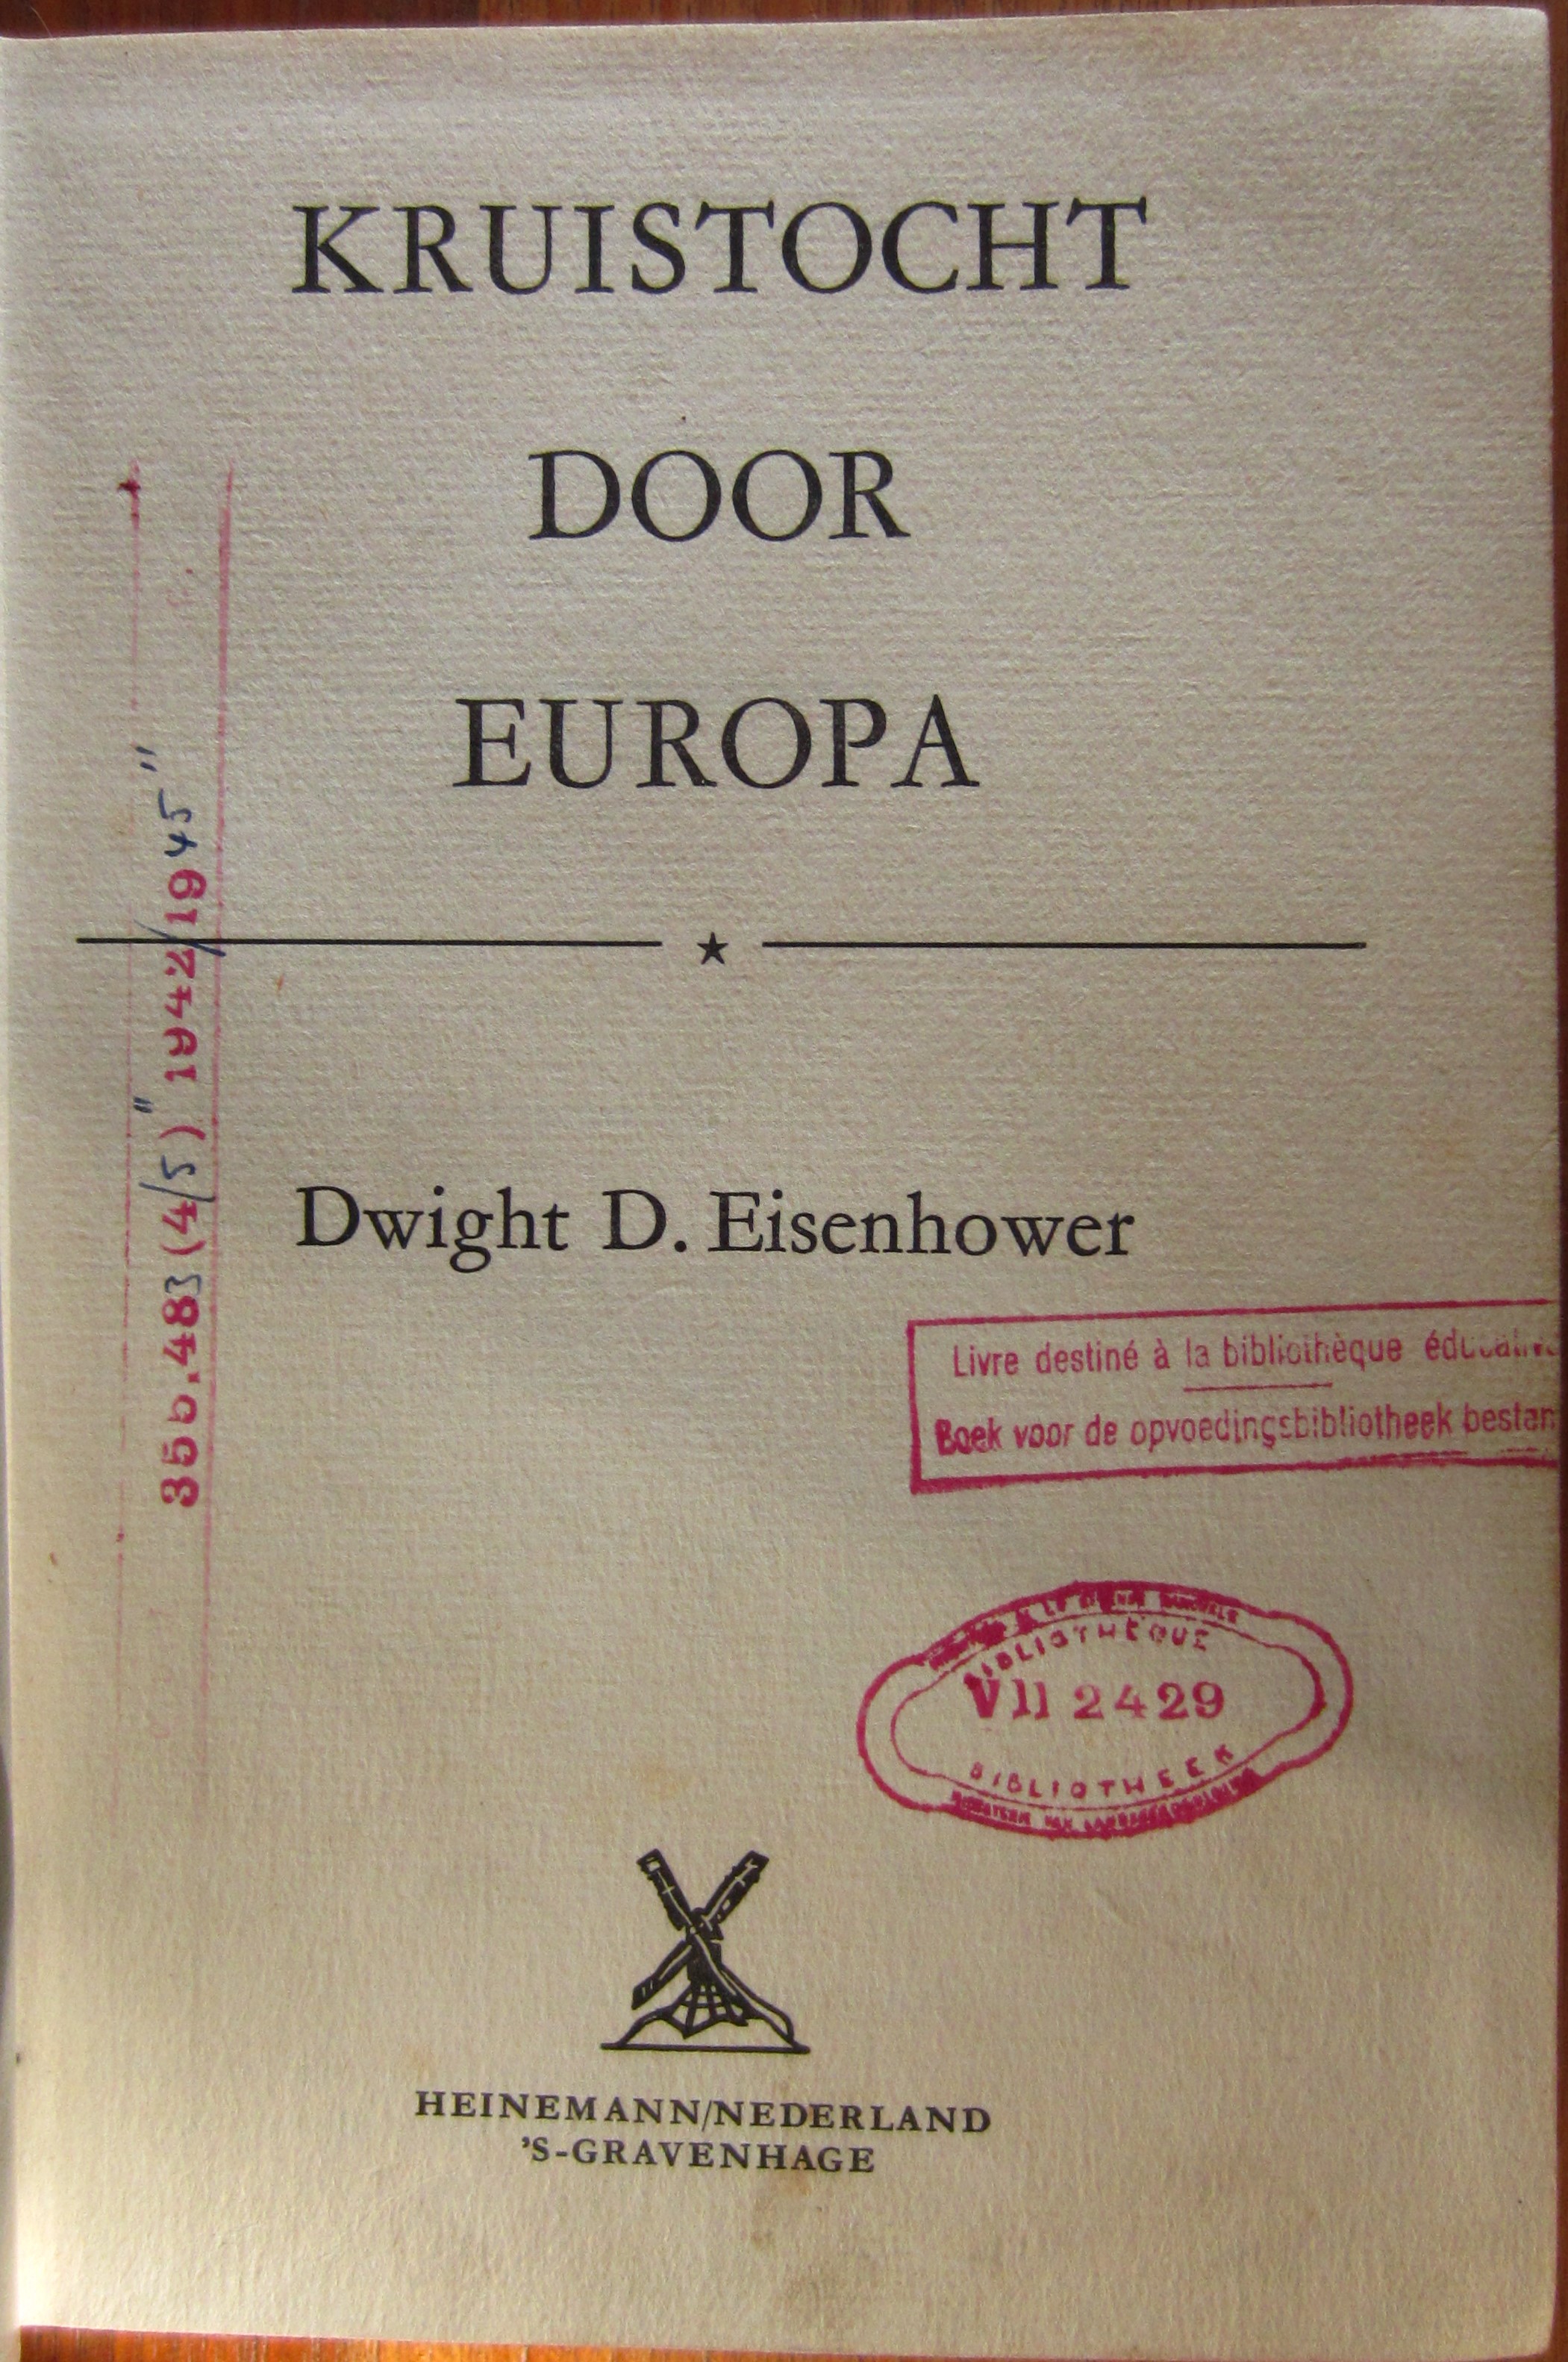 KRUISTOCHT
DOOR
EUROPA
Dwight D. Eisenhower
355.483 (4/5) "1942/1945"
Livre destiné à la bibliothèque
Boek voor de opvoedingsbibliotheek
BIBLIOTHÈQUE
VII 2429
BIBLIOTHEEK
HEINEMANN/NEDERLAND
'S-GRAVENHAGE